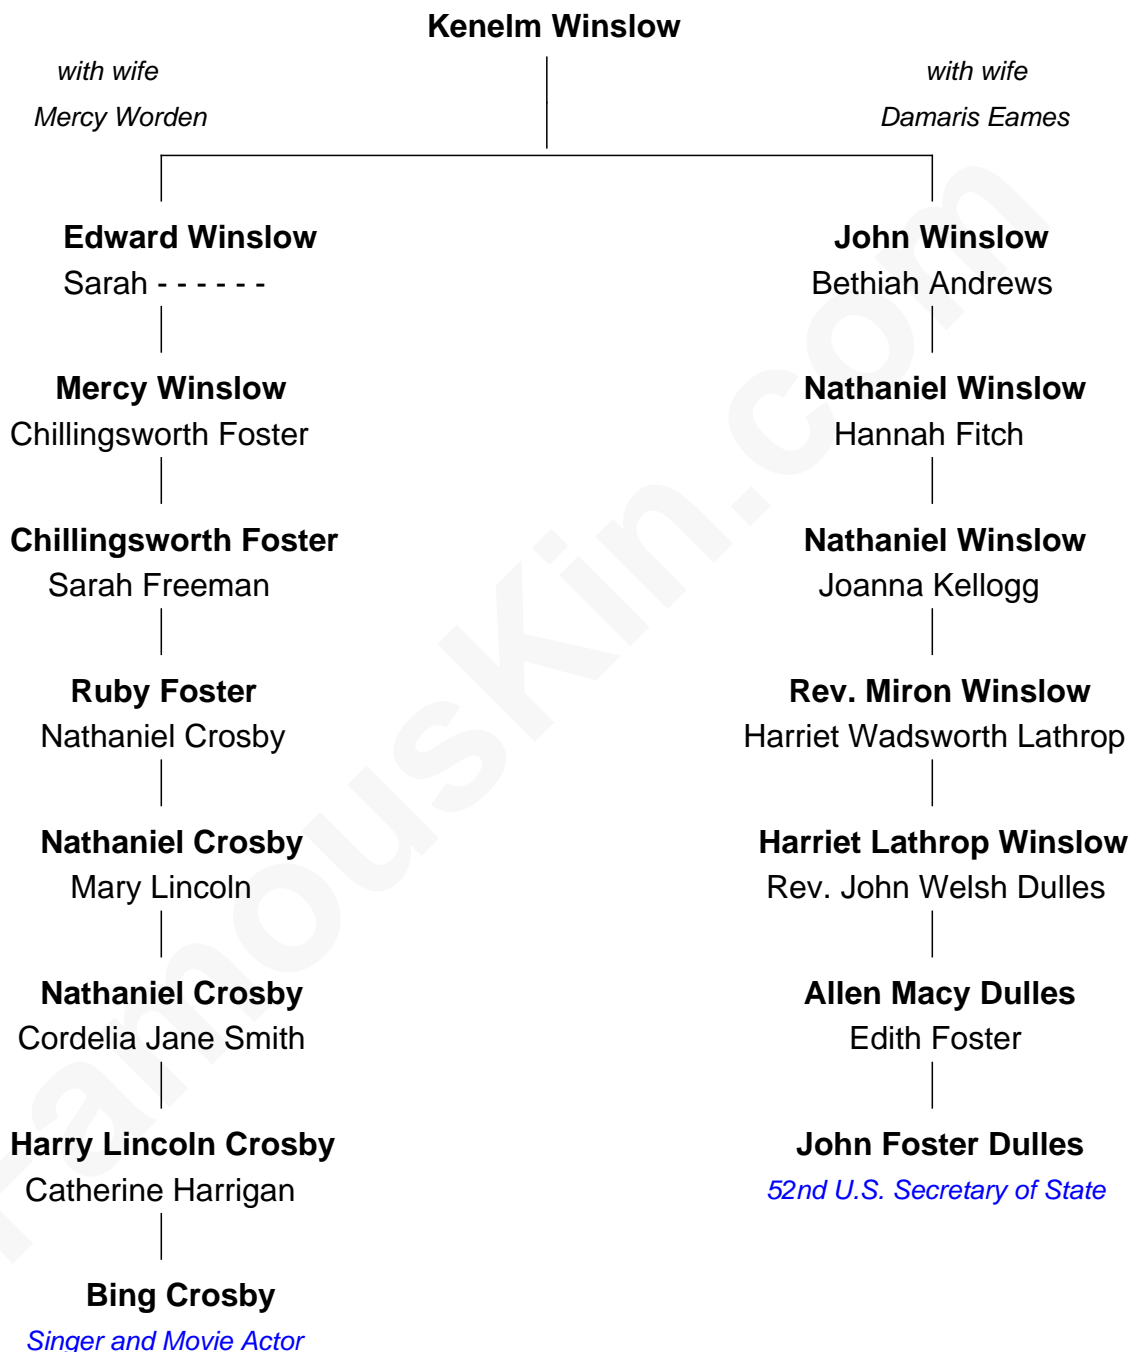 Kenelm Winslow
with wife
Mercy Worden
with wife
Damaris Eames
Edward Winslow
Sarah - - - - - -
Mercy Winslow
Chillingsworth Foster
Chillingsworth Foster
Sarah Freeman
Ruby Foster
Nathaniel Crosby
Nathaniel Crosby
Mary Lincoln
Nathaniel Crosby
Cordelia Jane Smith
Harry Lincoln Crosby
Catherine Harrigan
Bing Crosby
Singer and Movie Actor
John Winslow
Bethiah Andrews
Nathaniel Winslow
Hannah Fitch
Nathaniel Winslow
Joanna Kellogg
Rev. Miron Winslow
Harriet Wadsworth Lathrop
Harriet Lathrop Winslow
Rev. John Welsh Dulles
Allen Macy Dulles
Edith Foster
John Foster Dulles
52nd U.S. Secretary of State
FamousKin.com